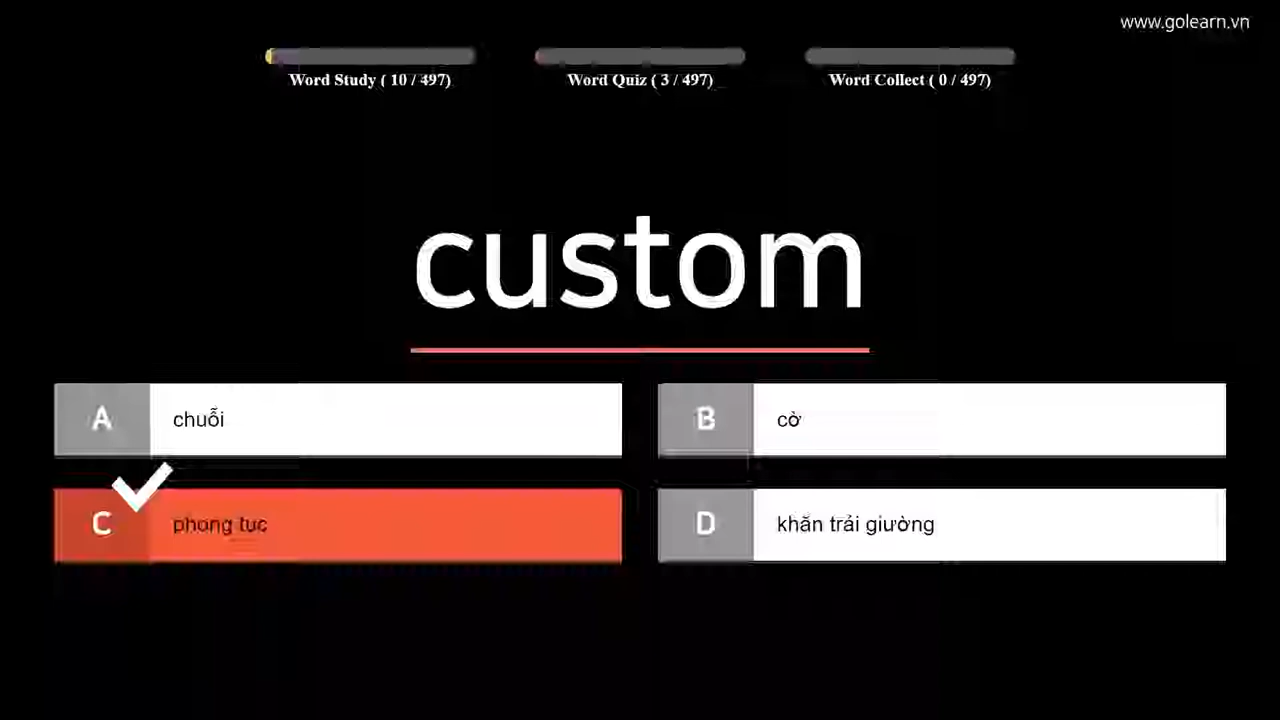 www.golearn.vn
Word Study ( 10 / 497)
Word Quiz ( 3 / 497)
Word Collect ( 0 / 497)
custom
A chuỗi
B cờ
C phong tục
D khăn trải giường